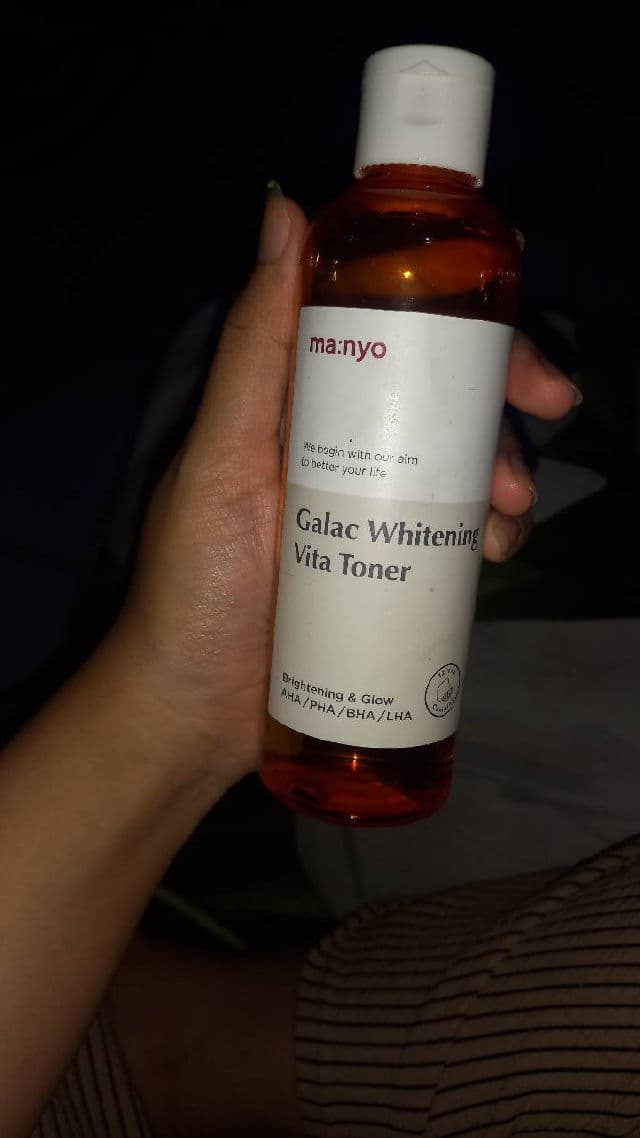 ma:nyo
We begin with our aim
to better your life
Galac Whitening
Vita Toner
Brightening & Glow
AHA/PHA/BHA/LHA